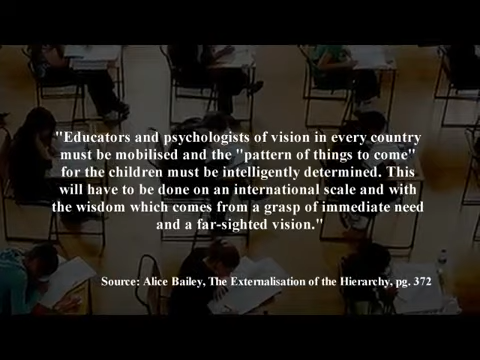 "Educators and psychologists of vision in every country
must be mobilised and the "pattern of things to come"
for the children must be intelligently determined. This
will have to be done on an international scale and with
the wisdom which comes from a grasp of immediate need
and a far-sighted vision."
Source: Alice Bailey, The Externalisation of the Hierarchy, pg. 372